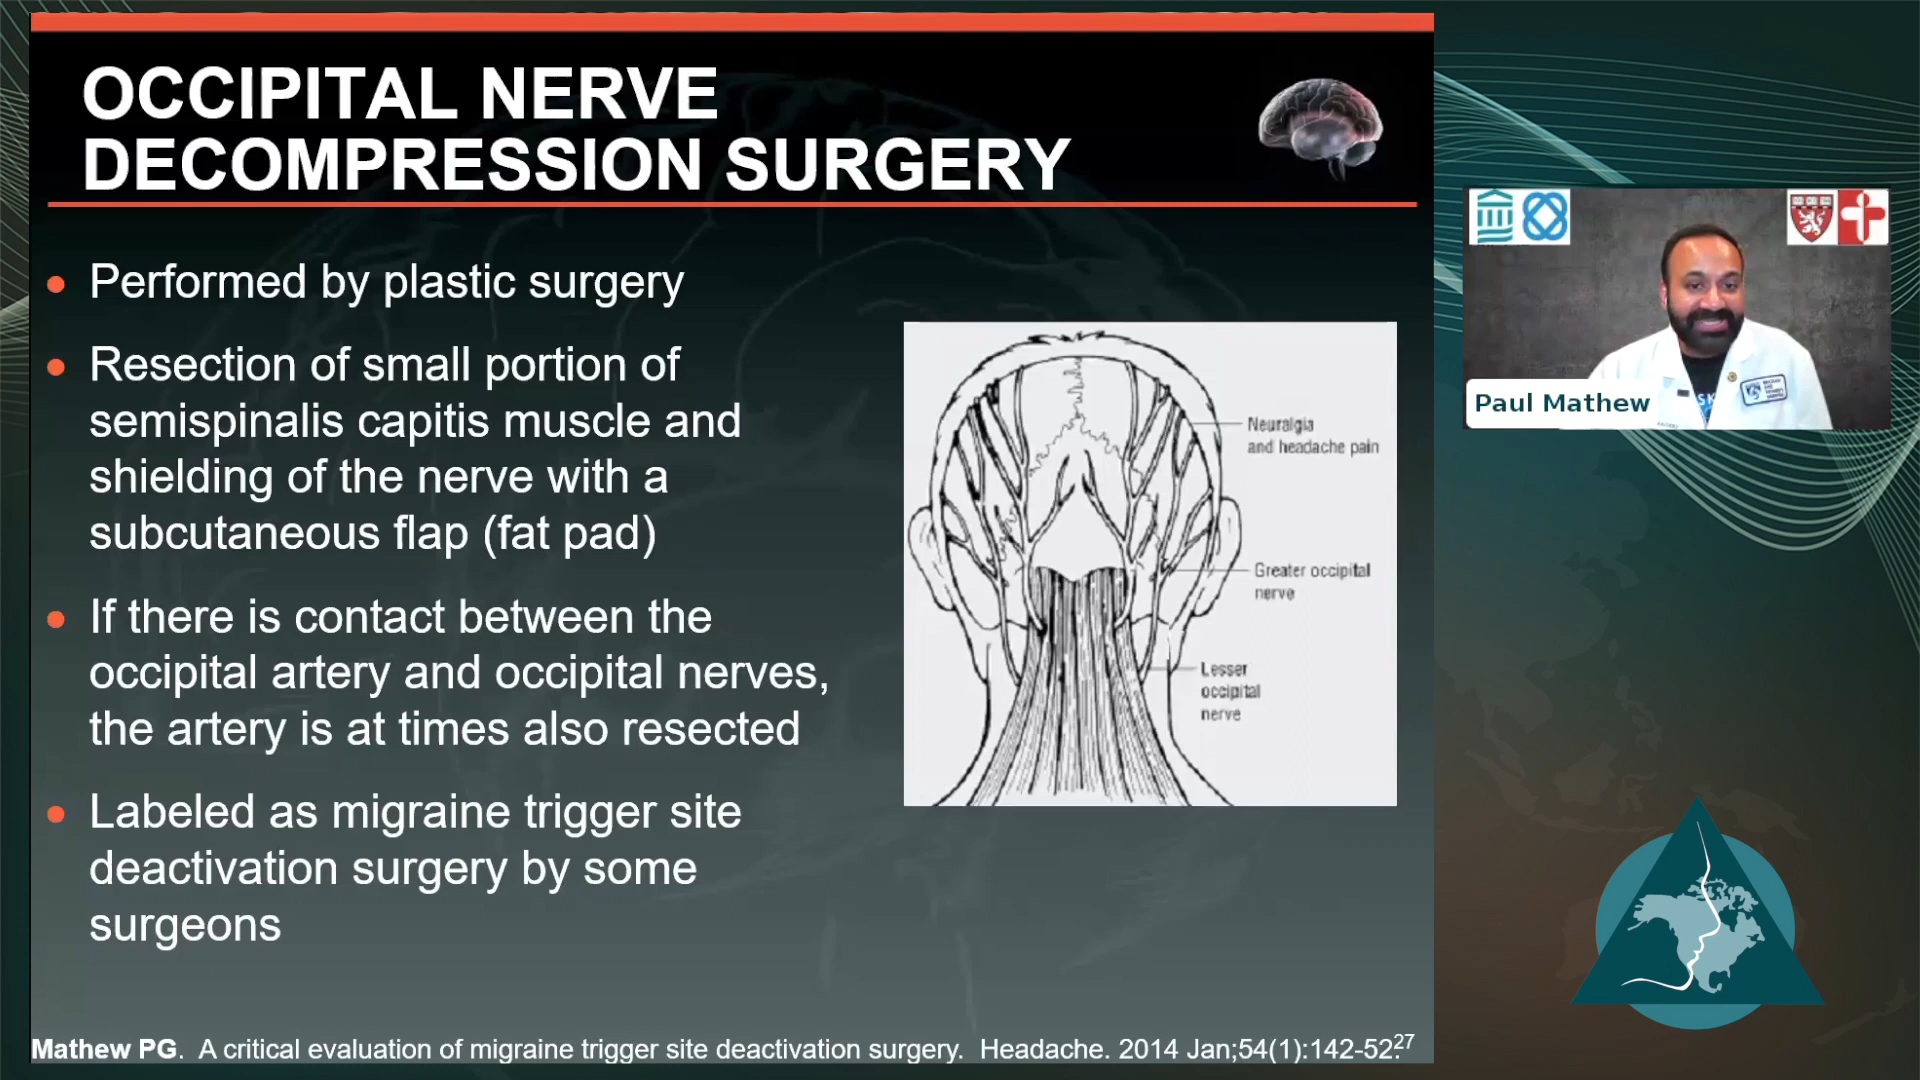 OCCIPITAL NERVE
DECOMPRESSION SURGERY
• Performed by plastic surgery
• Resection of small portion of
semispinalis capitis muscle and
shielding of the nerve with a
subcutaneous flap (fat pad)
• If there is contact between the
occipital artery and occipital nerves,
the artery is at times also resected
• Labeled as migraine trigger site
deactivation surgery by some
surgeons
Neuralgia
and headache pain
Greater occipital
nerve
Lesser
occipital
nerve
Mathew PG. A critical evaluation of migraine trigger site deactivation surgery. Headache. 2014 Jan;54(1):142-52.
27
Paul Mathew